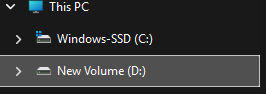 This PC
Windows-SSD (C:)
New Volume (D:)